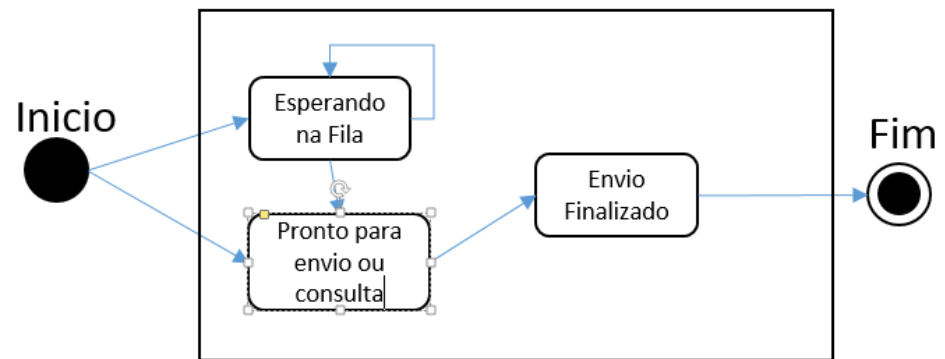 Inicio
Esperando
na Fila
Pronto para
envio ou
consulta
Envio
Finalizado
Fim